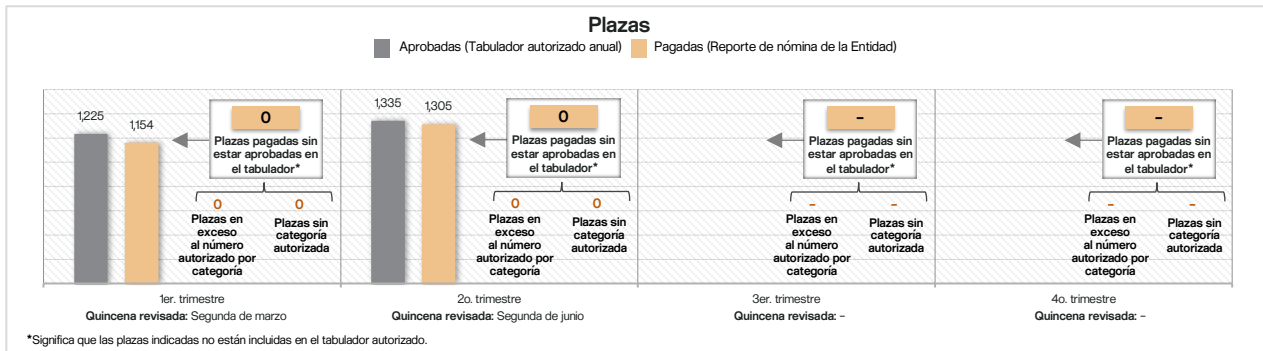 Plazas
Aprobadas (Tabulador autorizado anual)
Pagadas (Reporte de nómina de la Entidad)
1,225
1,154
0
Plazas pagadas sin
estar aprobadas en
el tabulador*
0
0
Plazas en
exceso
al número
autorizado por
categoría
Plazas sin
categoría
autorizada
1,335
1,305
0
Plazas pagadas sin
estar aprobadas en
el tabulador*
0
0
Plazas en
exceso
al número
autorizado por
categoría
Plazas sin
categoría
autorizada
–
Plazas pagadas sin
estar aprobadas en
el tabulador*
–
–
Plazas en
exceso
al número
autorizado por
categoría
Plazas sin
categoría
autorizada
–
Plazas pagadas sin
estar aprobadas en
el tabulador*
–
–
Plazas en
exceso
al número
autorizado por
categoría
Plazas sin
categoría
autorizada
1er. trimestre
Quincena revisada: Segunda de marzo
2o. trimestre
Quincena revisada: Segunda de junio
3er. trimestre
Quincena revisada: –
4o. trimestre
Quincena revisada: –
*Significa que las plazas indicadas no están incluidas en el tabulador autorizado.